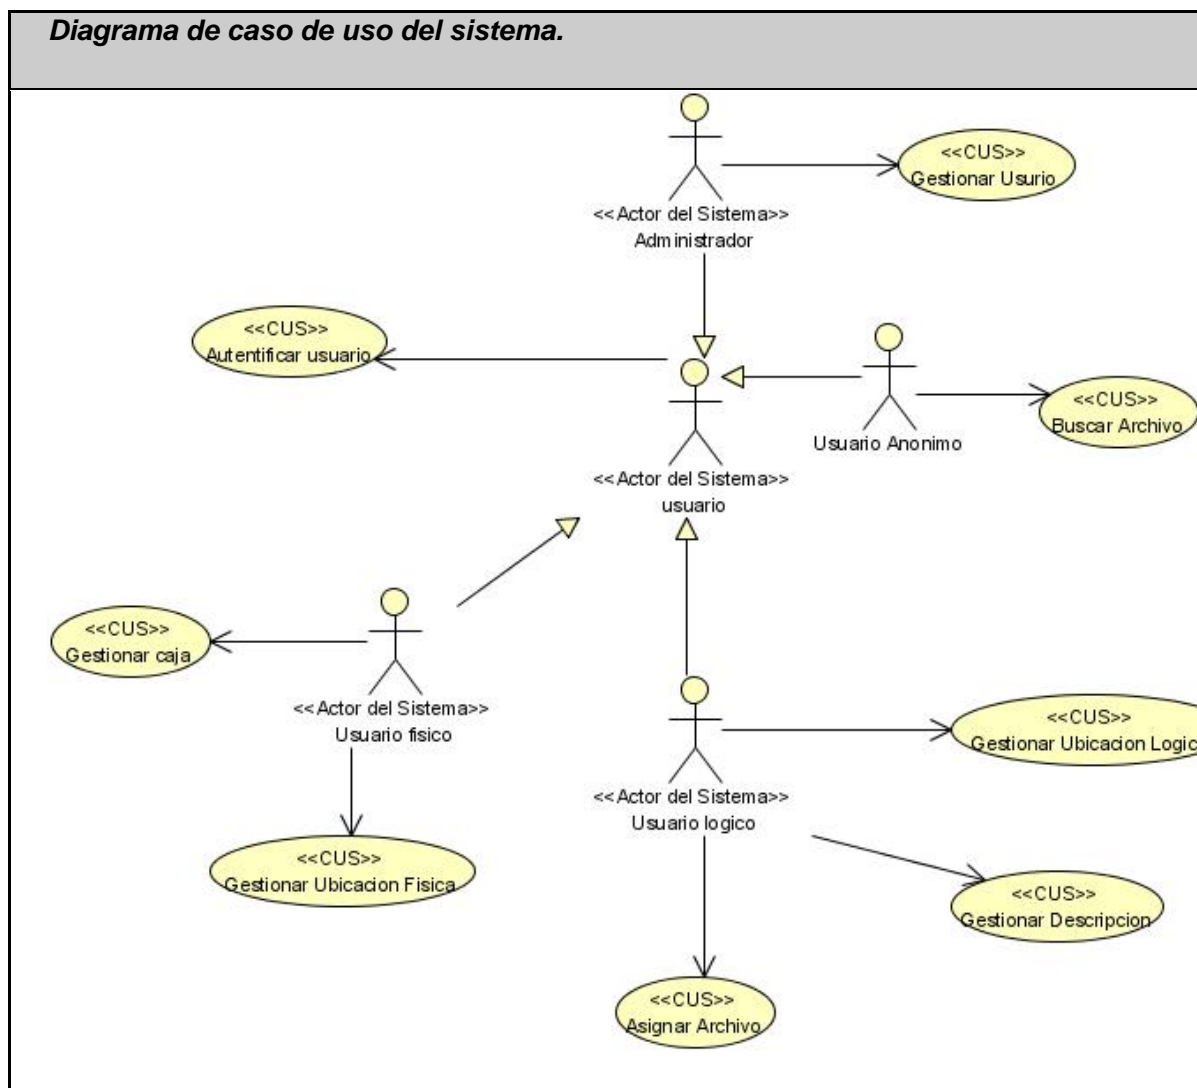 Diagrama de caso de uso del sistema.
<<CUS>>
Gestionar Usurio
<<Actor del Sistema>>
Administrador
<<CUS>>
Autentificar usuario
<<CUS>>
Buscar Archivo
Usuario Anonimo
<<Actor del Sistema>>
usuario
<<CUS>>
Gestionar caja
<<Actor del Sistema>>
Usuario fisico
<<CUS>>
Gestionar Ubicacion Logic
<<Actor del Sistema>>
Usuario logico
<<CUS>>
Gestionar Ubicacion Fisica
<<CUS>>
Gestionar Descripcion
<<CUS>>
Asignar Archivo